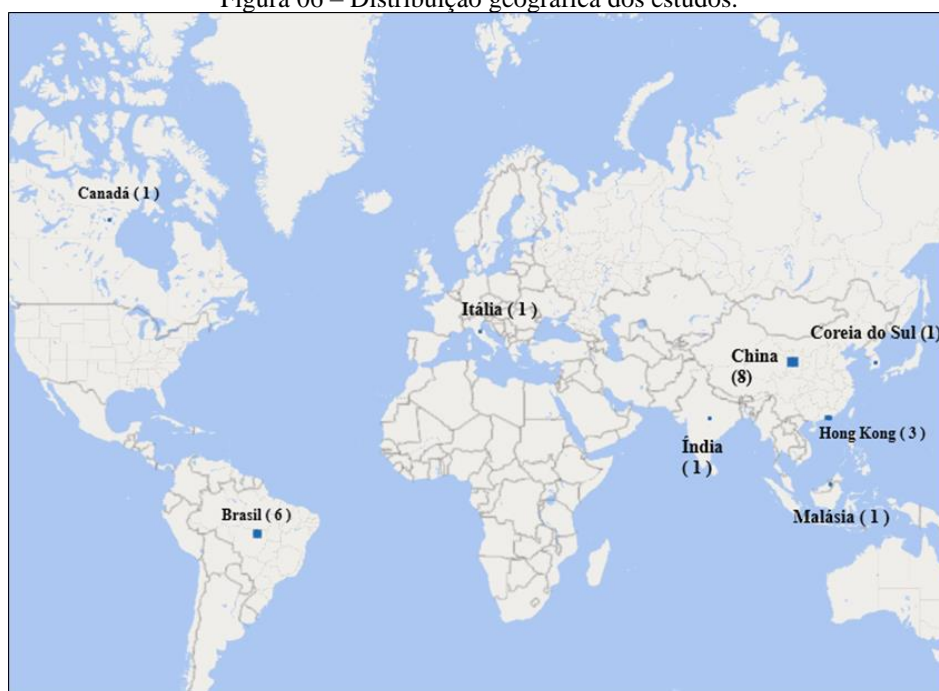 Figura 06 – Distribuição geográfica dos estudos.
Canadá ( 1 )
Itália ( 1 )
Coreia do Sul (1)
China
(8)
Hong Kong ( 3 )
Índia
( 1 )
Malásia ( 1 )
Brasil ( 6 )